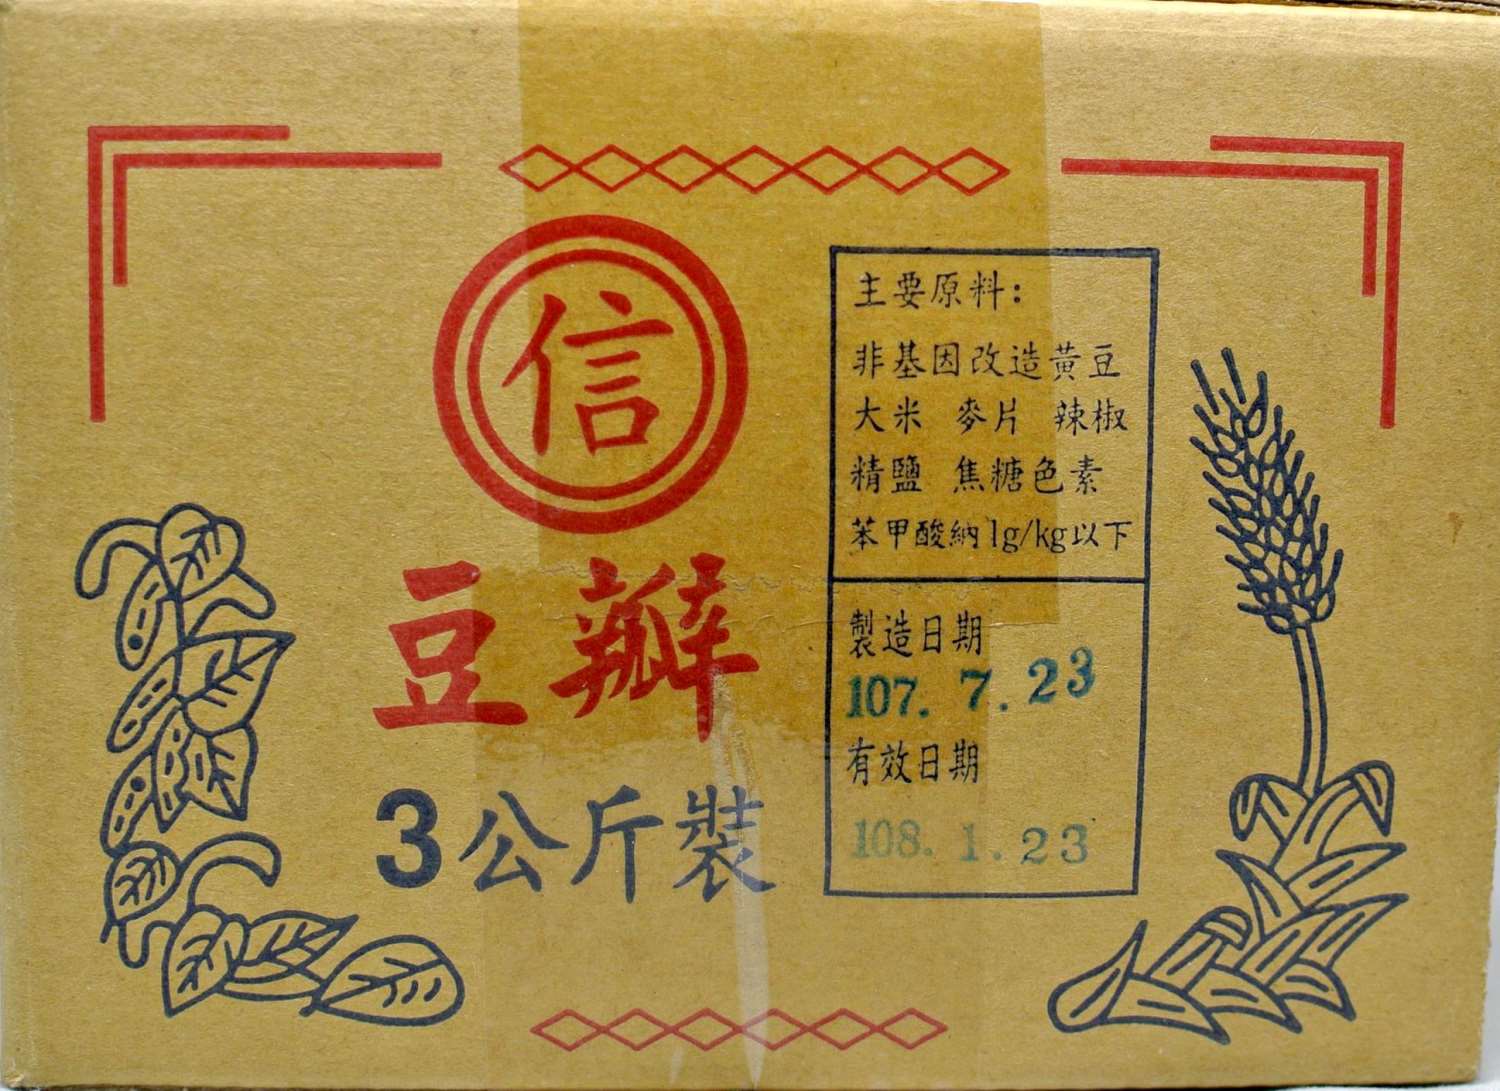 信
豆瓣
3公斤裝
主要原料:
非基因改造黃豆
大米 麥片 辣椒
精鹽 焦糖色素
苯甲酸納1g/kg以下
製造日期
107. 7. 23
有效日期
108. 1. 23